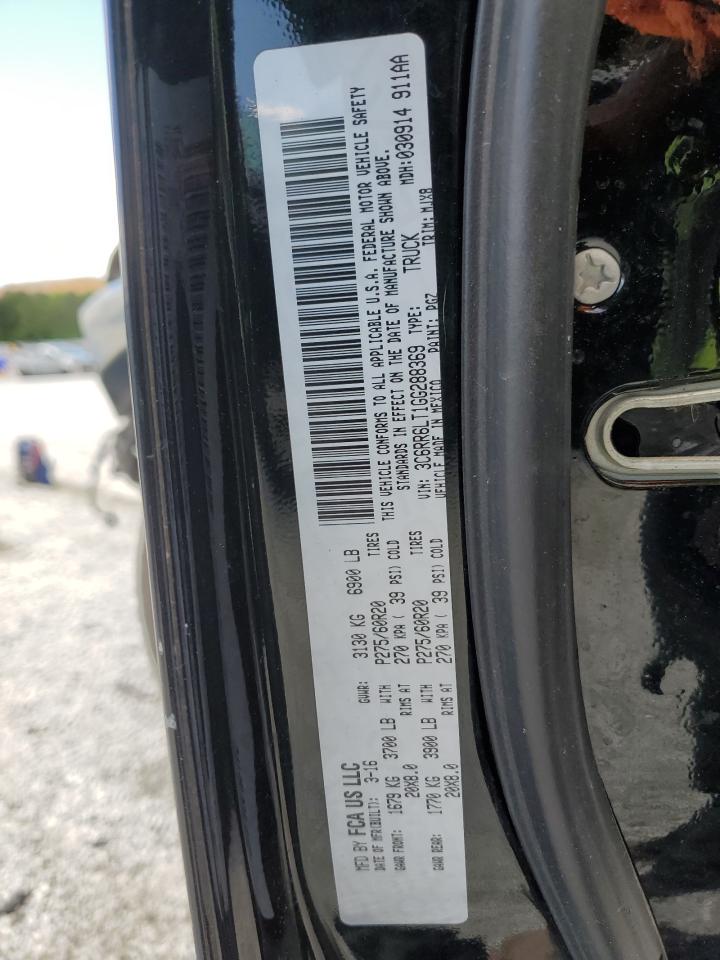 MFD BY FCA US LLC
DATE OF MFR(BUILT): 3-16 GVWR: 3130 KG 6900 LB
GAWR FRONT: 1679 KG 3700 LB WITH P275/60R20 TIRES
20X8.0 RIMS AT 270 KPA ( 39 PSI) COLD
GAWR REAR: 1770 KG 3900 LB WITH P275/60R20 TIRES
20X8.0 RIMS AT 270 KPA ( 39 PSI) COLD
THIS VEHICLE CONFORMS TO ALL APPLICABLE U.S.A. FEDERAL MOTOR VEHICLE SAFETY
STANDARDS IN EFFECT ON THE DATE OF MANUFACTURE SHOWN ABOVE.
VIN: 3C6RR6LT1GG288369 TYPE: TRUCK MDH:030914 911AA
VEHICLE MADE IN MEXICO PAINT: PGZ TRIM: MJX8